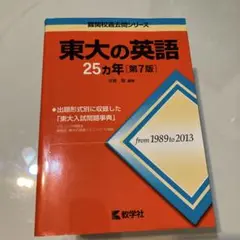 難関校過去問シリーズ
東大の英語
25カ年[第7版]
編著
●出題形式別に収録した
「東大入試問題事典」
from 1989 to 2013
教学社